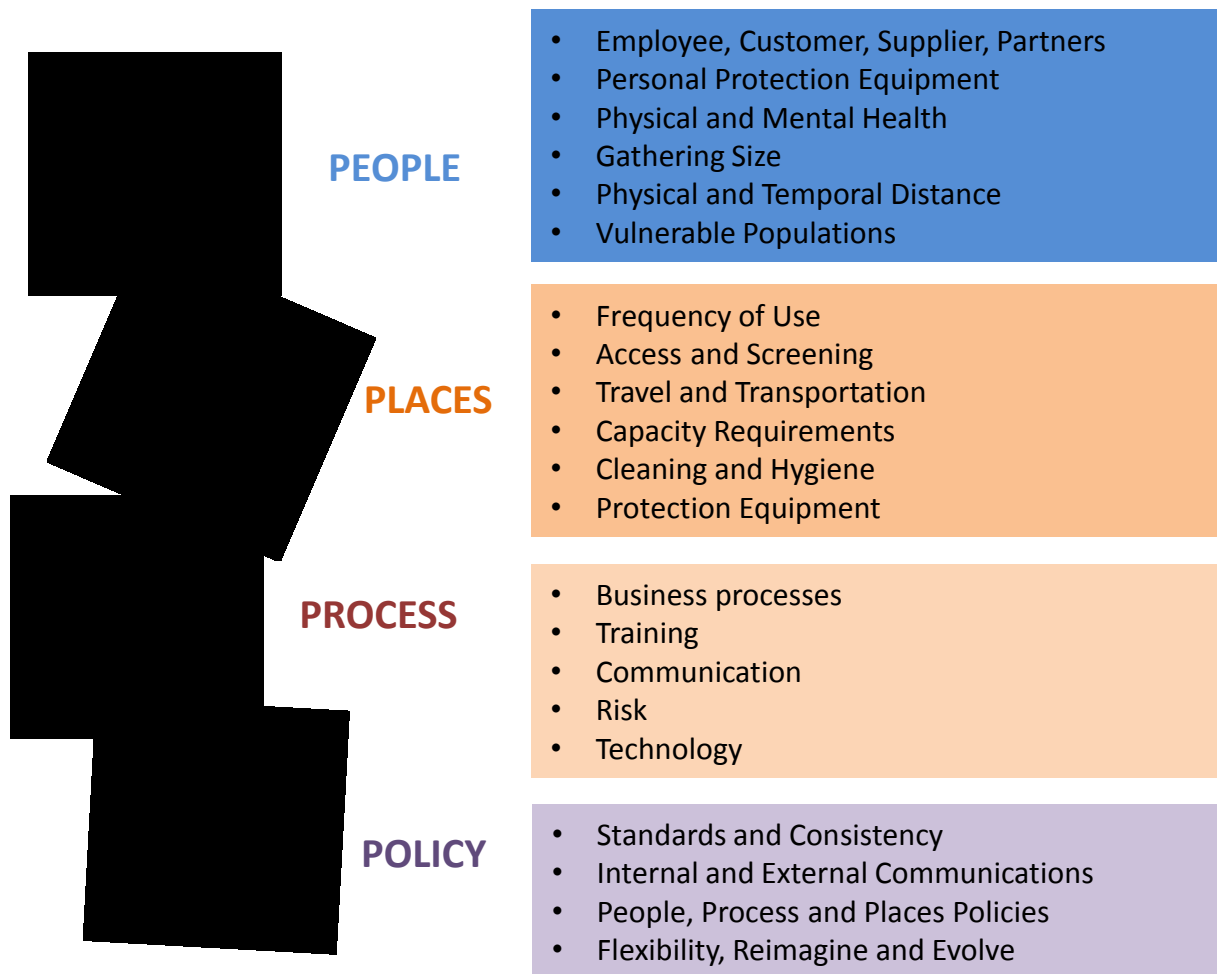 PEOPLE
• Employee, Customer, Supplier, Partners
• Personal Protection Equipment
• Physical and Mental Health
• Gathering Size
• Physical and Temporal Distance
• Vulnerable Populations
PLACES
• Frequency of Use
• Access and Screening
• Travel and Transportation
• Capacity Requirements
• Cleaning and Hygiene
• Protection Equipment
PROCESS
• Business processes
• Training
• Communication
• Risk
• Technology
POLICY
• Standards and Consistency
• Internal and External Communications
• People, Process and Places Policies
• Flexibility, Reimagine and Evolve